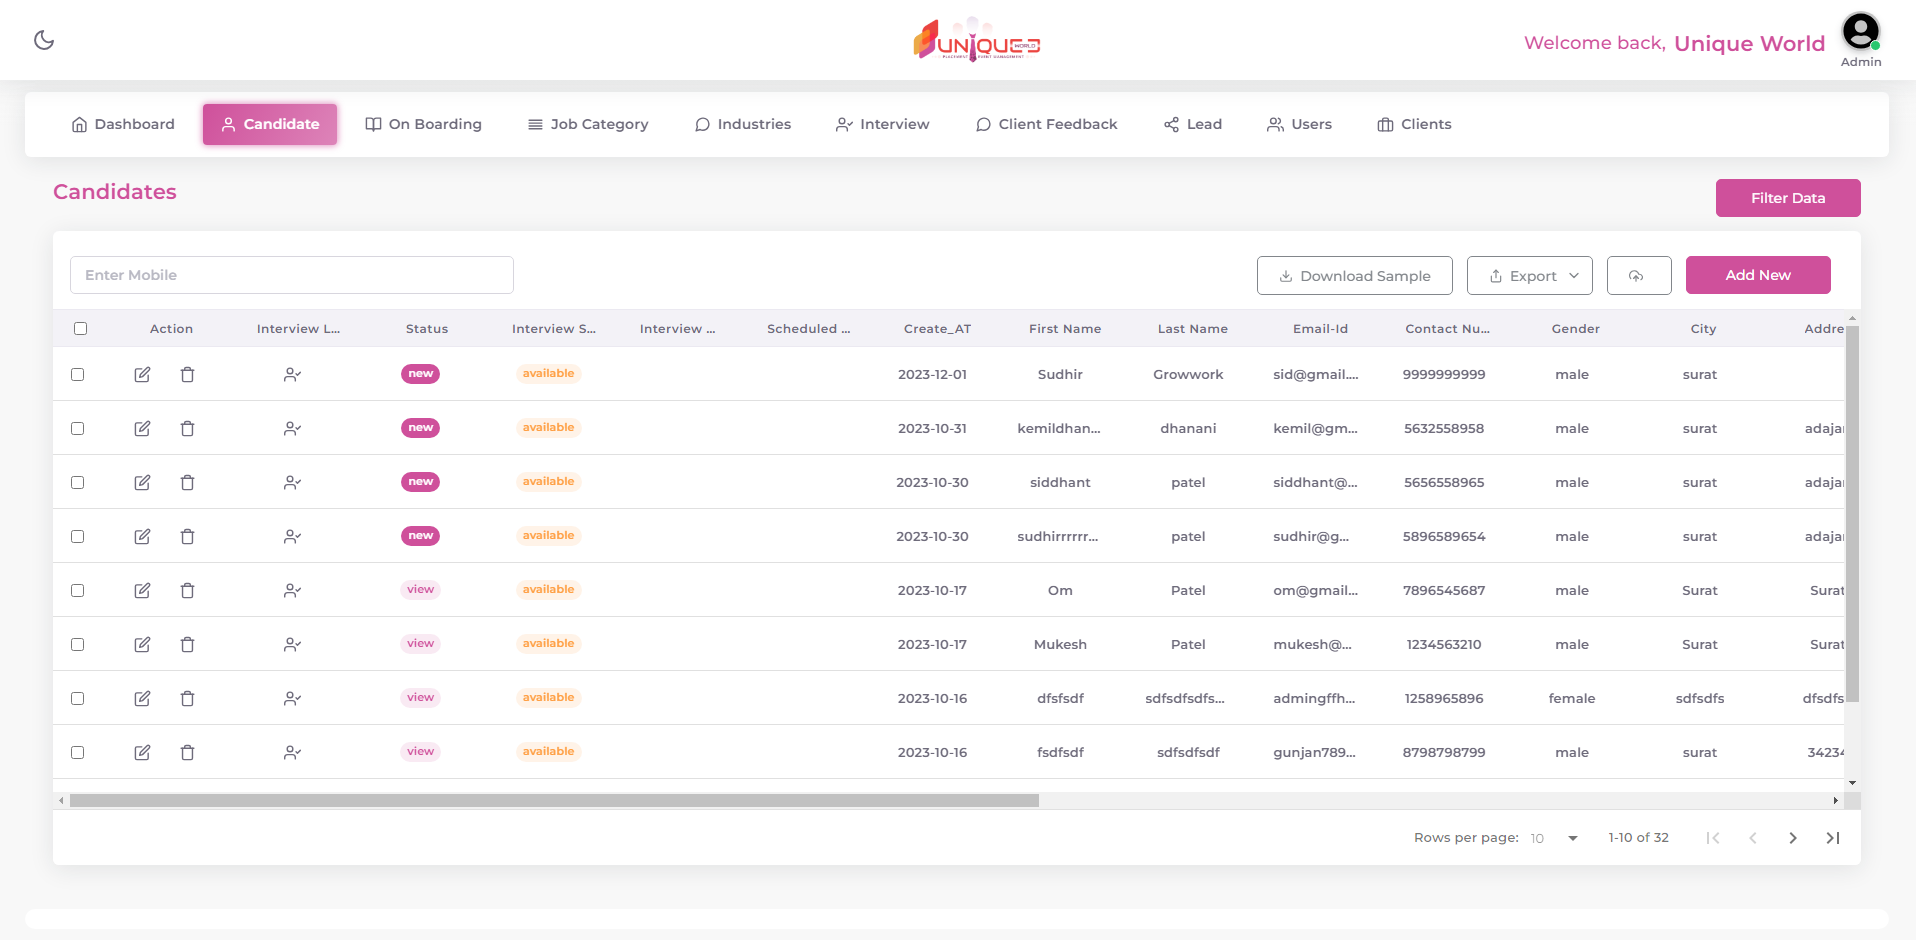 UNIQUE
WORLD
PLACEMENT EVENT MANAGEMENT
Welcome back, Unique World
Admin
Dashboard Candidate On Boarding Job Category Industries Interview Client Feedback Lead Users Clients
Candidates
Filter Data
Enter Mobile Download Sample Export Add New
Action Interview L... Status Interview S... Interview ... Scheduled ... Create_AT First Name Last Name Email-Id Contact Nu... Gender City Addre
new available 2023-12-01 Sudhir Growwork sid@gmail.... 9999999999 male surat
new available 2023-10-31 kemildhan... dhanani kemil@gm... 5632558958 male surat adaja
new available 2023-10-30 siddhant patel siddhant@... 5656558965 male surat adaja
new available 2023-10-30 sudhirrrrrr... patel sudhir@g... 5896589654 male surat adaja
view available 2023-10-17 Om Patel om@gmail... 7896545687 male Surat Surat
view available 2023-10-17 Mukesh Patel mukesh@... 1234563210 male Surat Surat
view available 2023-10-16 dfsfsdf sdfsdfsdfs... admingffh... 1258965896 female sdfsdfs dfsdfs
view available 2023-10-16 fsdfsdf sdfsdfsdf gunjan789... 8798798799 male surat 34234
Rows per page: 10 1-10 of 32